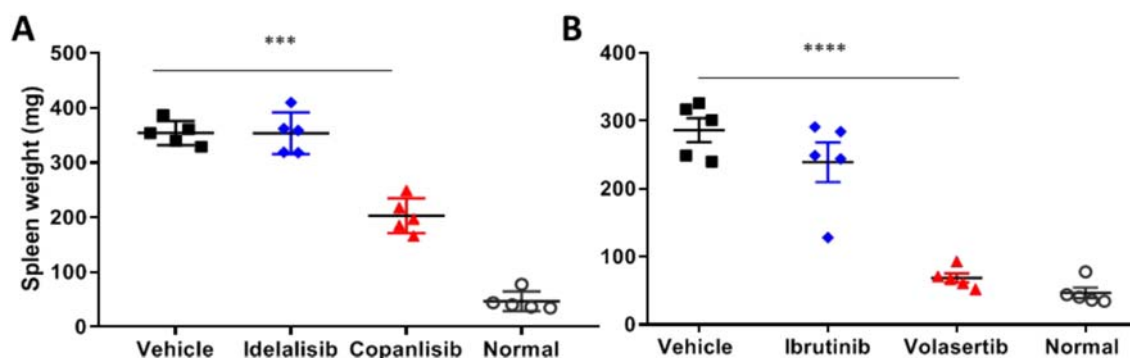 A
***
Spleen weight (mg)
500
400
300
200
100
0
Vehicle Idelalisib Copanlisib Normal
B
****
400
300
200
100
0
Vehicle Ibrutinib Volasertib Normal